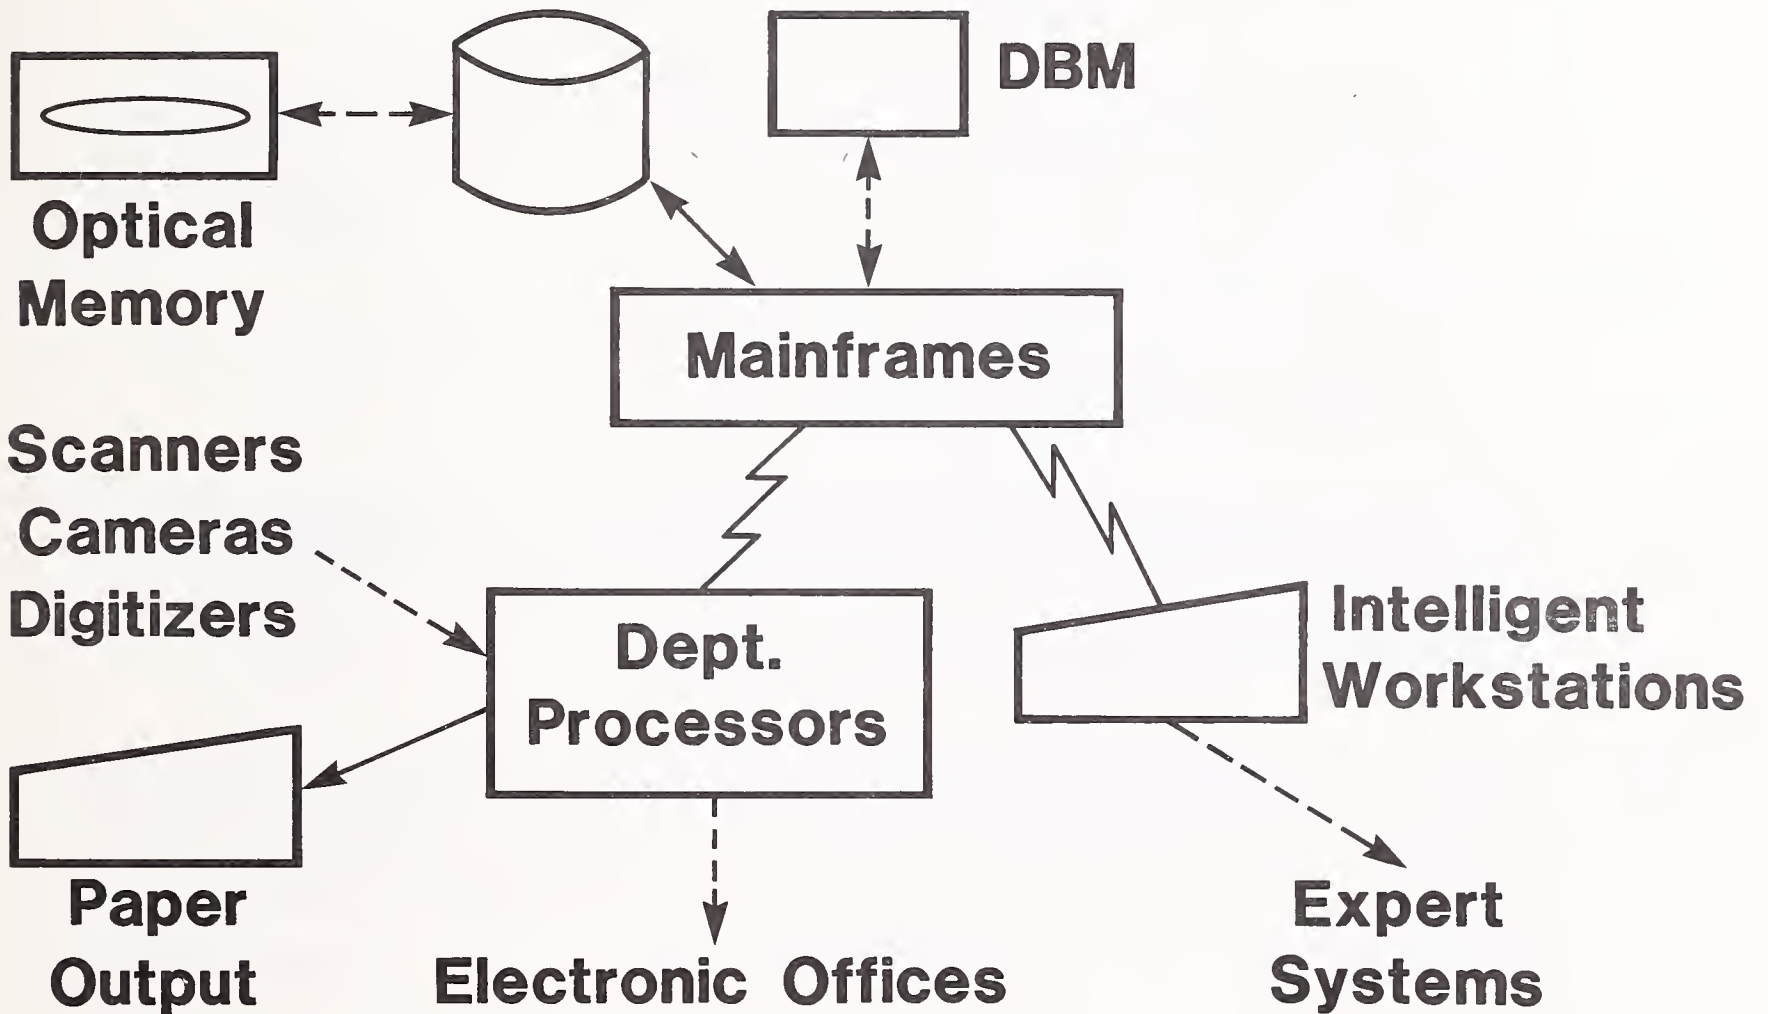 DBM
Optical
Memory
Mainframes
Scanners
Cameras
Digitizers
Dept.
Processors
Intelligent
Workstations
Paper
Output
Electronic Offices
Expert
Systems